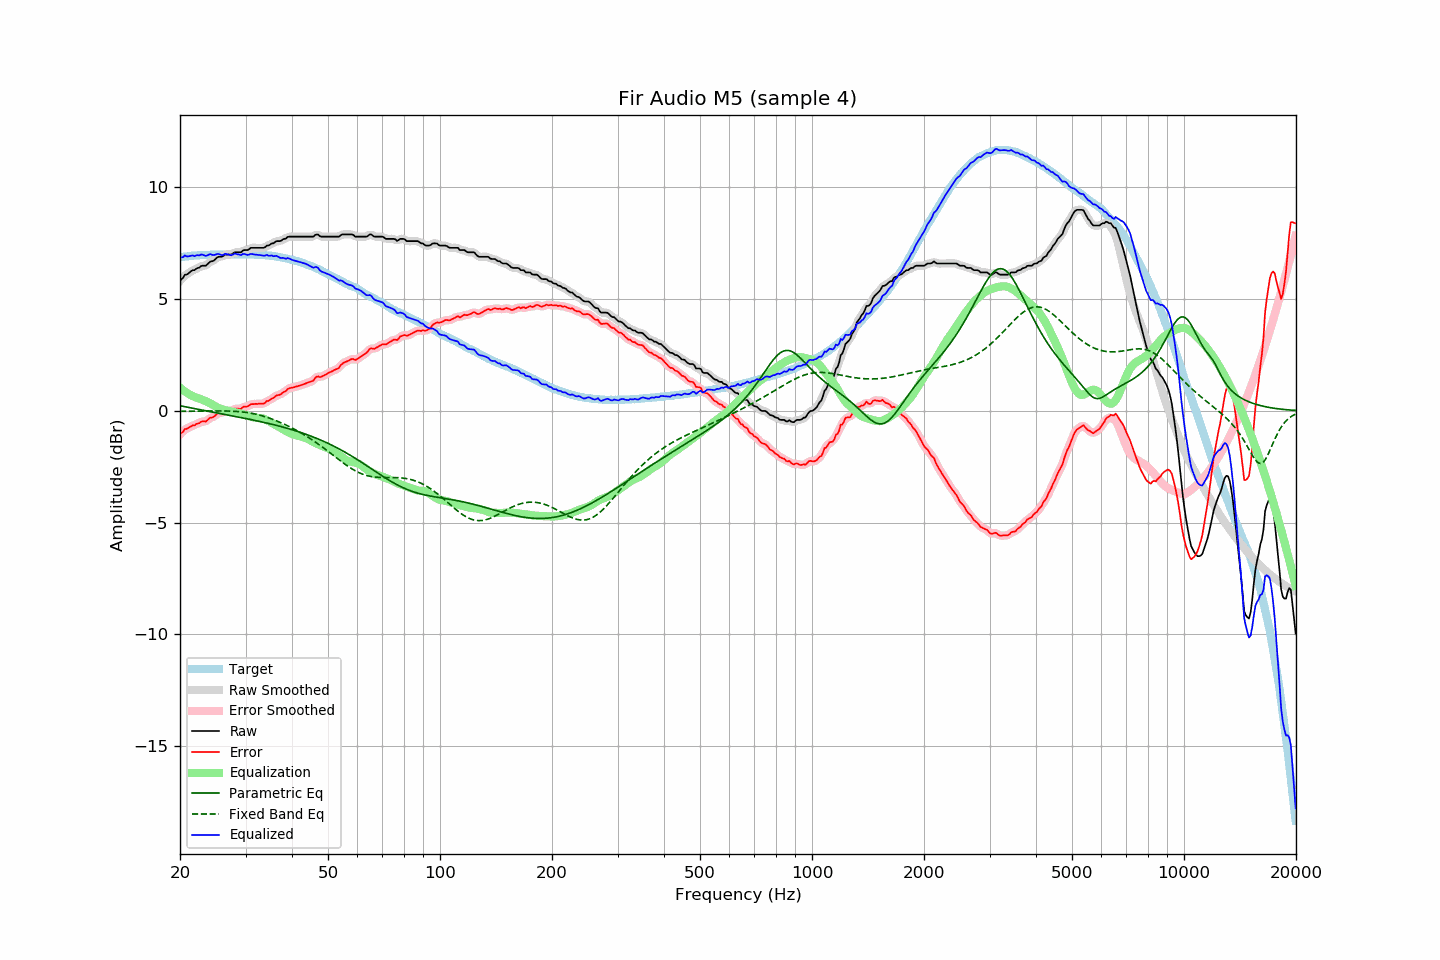 Fir Audio M5 (sample 4)
10
5
0
−5
−10
−15
Amplitude (dBr)
Target
Raw Smoothed
Error Smoothed
Raw
Error
Equalization
Parametric Eq
Fixed Band Eq
Equalized
20 50 100 200 500 1000 2000 5000 10000 20000
Frequency (Hz)